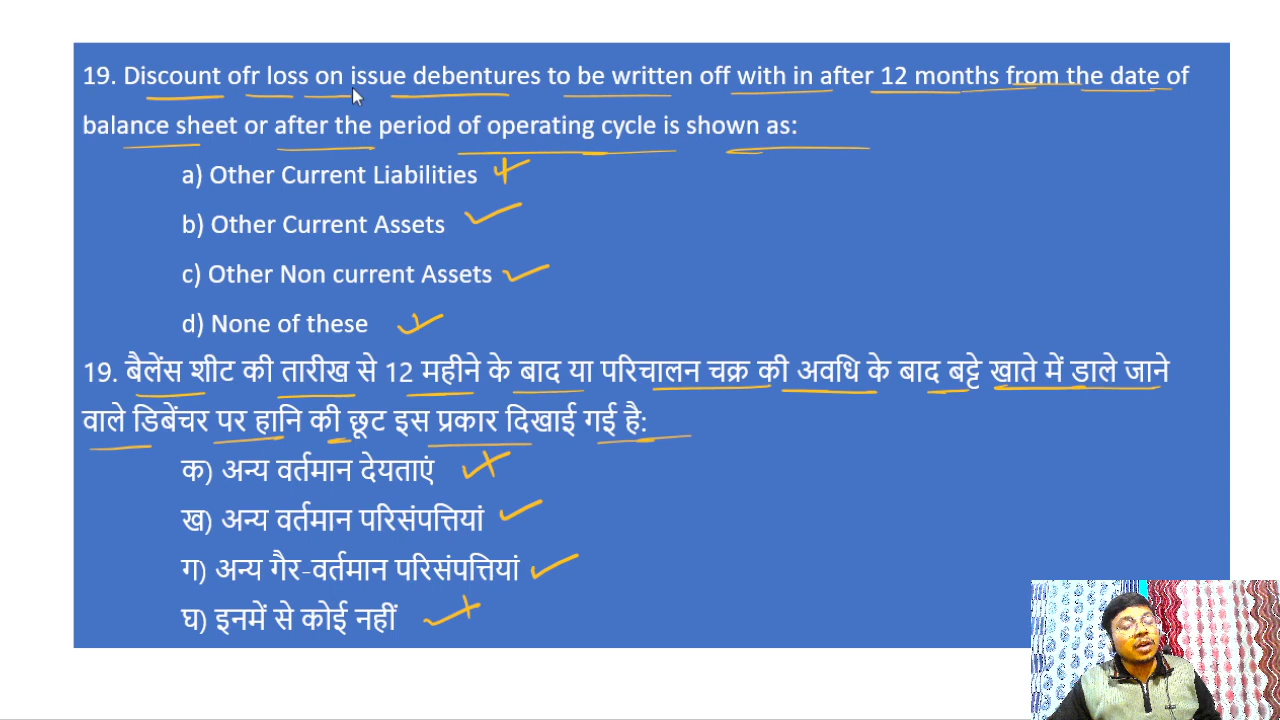 19. Discount ofr loss on issue debentures to be written off with in after 12 months from the date of
balance sheet or after the period of operating cycle is shown as:
a) Other Current Liabilities
b) Other Current Assets
c) Other Non current Assets
d) None of these
19. बैलेंस शीट की तारीख से 12 महीने के बाद या परिचालन चक्र की अवधि के बाद बट्टे खाते में डाले जाने
वाले डिबेंचर पर हानि की छूट इस प्रकार दिखाई गई है:
क) अन्य वर्तमान देयताएं
ख) अन्य वर्तमान परिसंपत्तियां
ग) अन्य गैर-वर्तमान परिसंपत्तियां
घ) इनमें से कोई नहीं